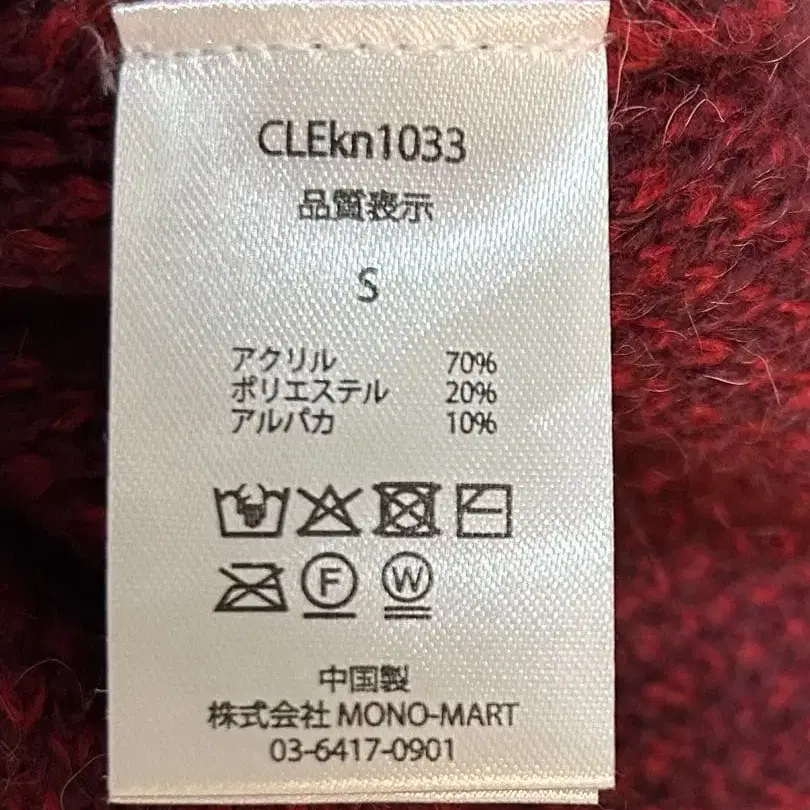 CLEkn1033
品質表示
S
アクリル 70%
ポリエステル 20%
アルパカ 10%
F W
中国製
株式会社 MONO-MART
03-6417-0901